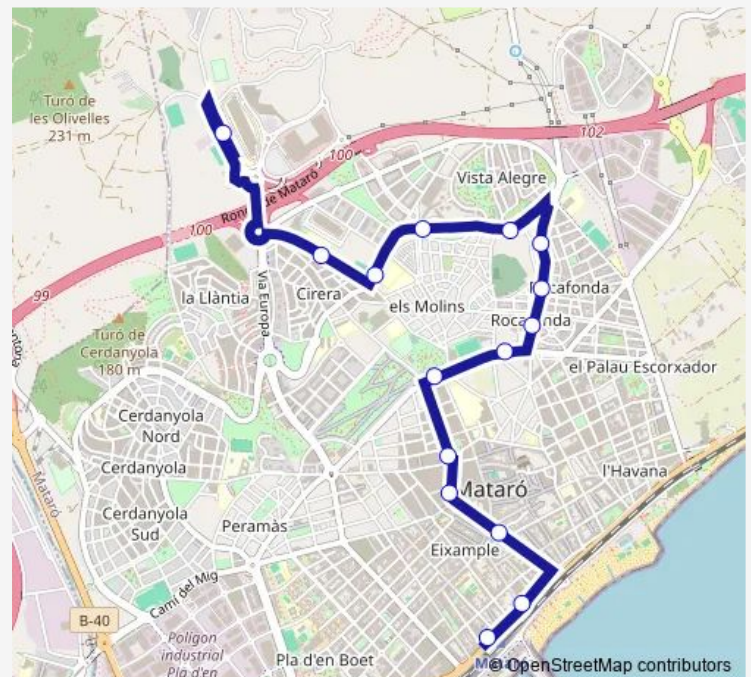 Turó de
les Olivelles
231 m
102
100
Vista Alegre
Ronda de Mataró
100
99
la Llàntia
Cirera
Via Europa
els Molins
Rocafonda
Turó de
Cerdanyola
180 m
el Palau Escorxador
Cerdanyola
Nord
Cerdanyola
Mataró
l'Havana
Mataró
Cerdanyola
Sud
Peramàs
Eixample
Camí del Mig
B-40
Polígon
industrial
Pla d'en
Pla d'en Boet
© OpenStreetMap contributors